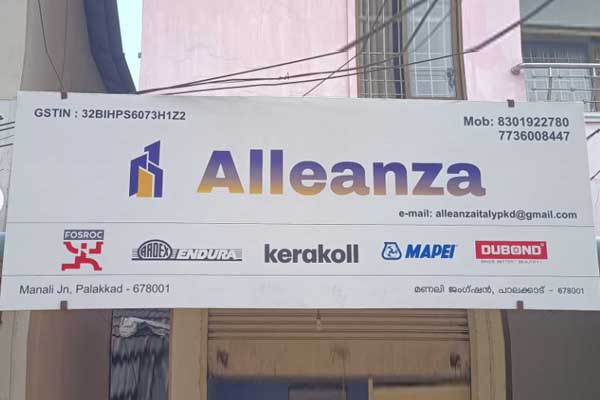 GSTIN : 32BIHPS6073H1Z2
Mob: 8301922780
7736008447
Alleanza
e-mail: alleanzaitalypkd@gmail.com
FOSROC
ARDEX ENDURA
kerakoll
MAPEI
DUBOND
Manali Jn, Palakkad - 678001
മണലി ജംഗ്ഷൻ, പാലക്കാട് - 678001